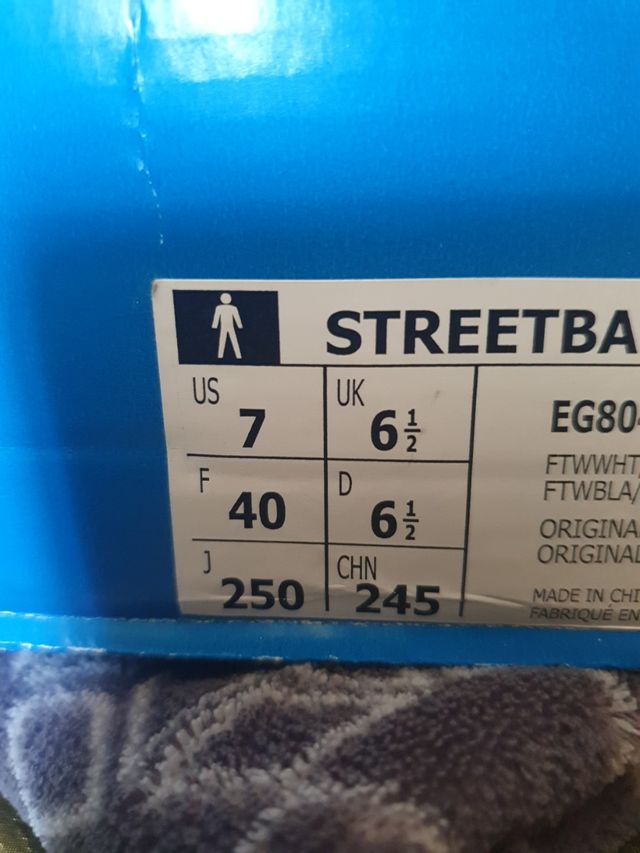 STREETBA
US 7 UK 6½
EG80
F 40 D 6½
FTWWHT
FTWBLA/
ORIGINA
ORIGINAL
J 250 CHN 245
MADE IN CHI
FABRIQUÉ EN